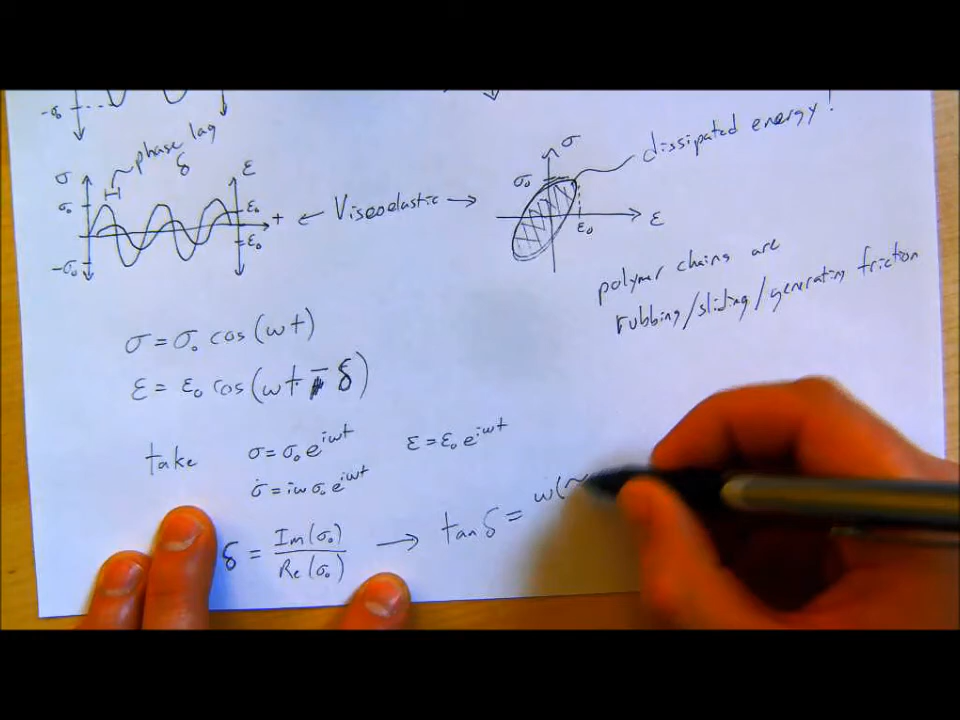 -σ₀
phase lag
δ
σ
ε
σ₀
ε₀
t
-σ₀
ε₀
← Viscoelastic →
σ
dissipated energy!
σ₀
ε₀
ε
polymer chains are
rubbing/sliding/generating friction
σ = σ₀ cos(ωt)
ε = ε₀ cos(ωt - δ)
take σ = σ₀ e^{iωt} ε = ε₀ e^{iωt}
σ̇ = iωσ₀ e^{iωt}
δ = Im(σ₀) / Re(σ₀) → tan δ = ω(